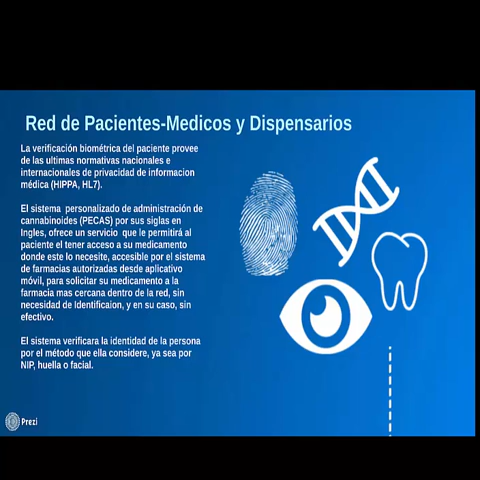 Red de Pacientes-Medicos y Dispensarios
La verificación biométrica del paciente provee
de las ultimas normativas nacionales e
internacionales de privacidad de informacion
médica (HIPPA, HL7).
El sistema personalizado de administración de
cannabinoides (PECAS) por sus siglas en
Ingles, ofrece un servicio que le permitirá al
paciente el tener acceso a su medicamento
donde este lo necesite, accesible por el sistema
de farmacias autorizadas desde aplicativo
móvil, para solicitar su medicamento a la
farmacia mas cercana dentro de la red, sin
necesidad de Identificaion, y en su caso, sin
efectivo.
El sistema verificara la identidad de la persona
por el método que ella considere, ya sea por
NIP, huella o facial.
Prezi